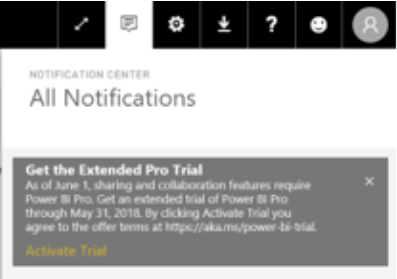 ?
NOTIFICATION CENTER
All Notifications
Get the Extended Pro Trial
As of June 1, sharing and collaboration features require
Power BI Pro. Get an extended trial of Power BI Pro
through May 31, 2018. By clicking Activate Trial you
agree to the offer terms at https://aka.ms/power-bi-trial.
Activate Trial